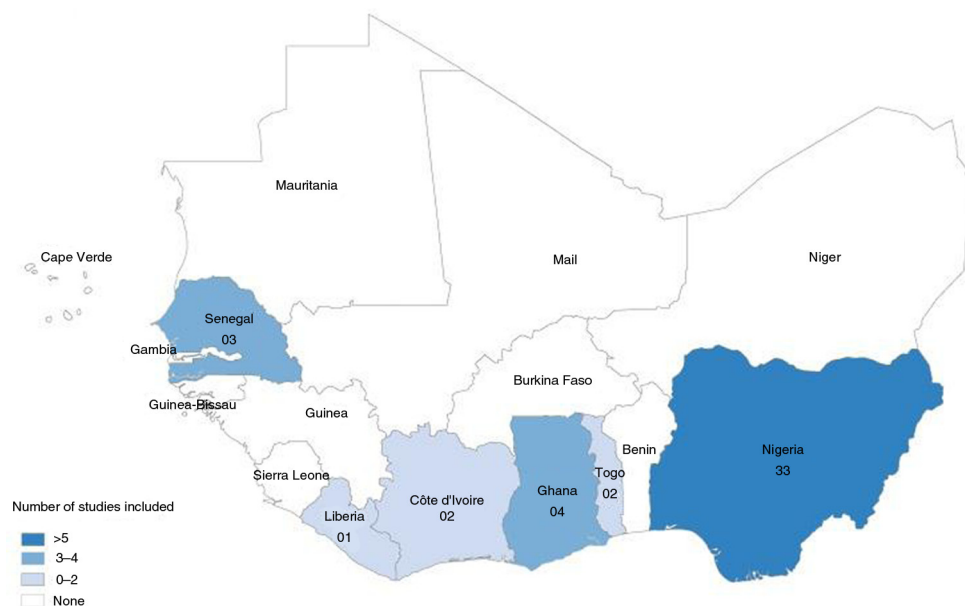 Mauritania
Cape Verde
Mail
Niger
Senegal
03
Gambia
Burkina Faso
Guinea-Bissau
Guinea
Benin
Nigeria
33
Sierra Leone
Togo
02
Ghana
04
Côte d'Ivoire
02
Liberia
01
Number of studies included
>5
3–4
0–2
None